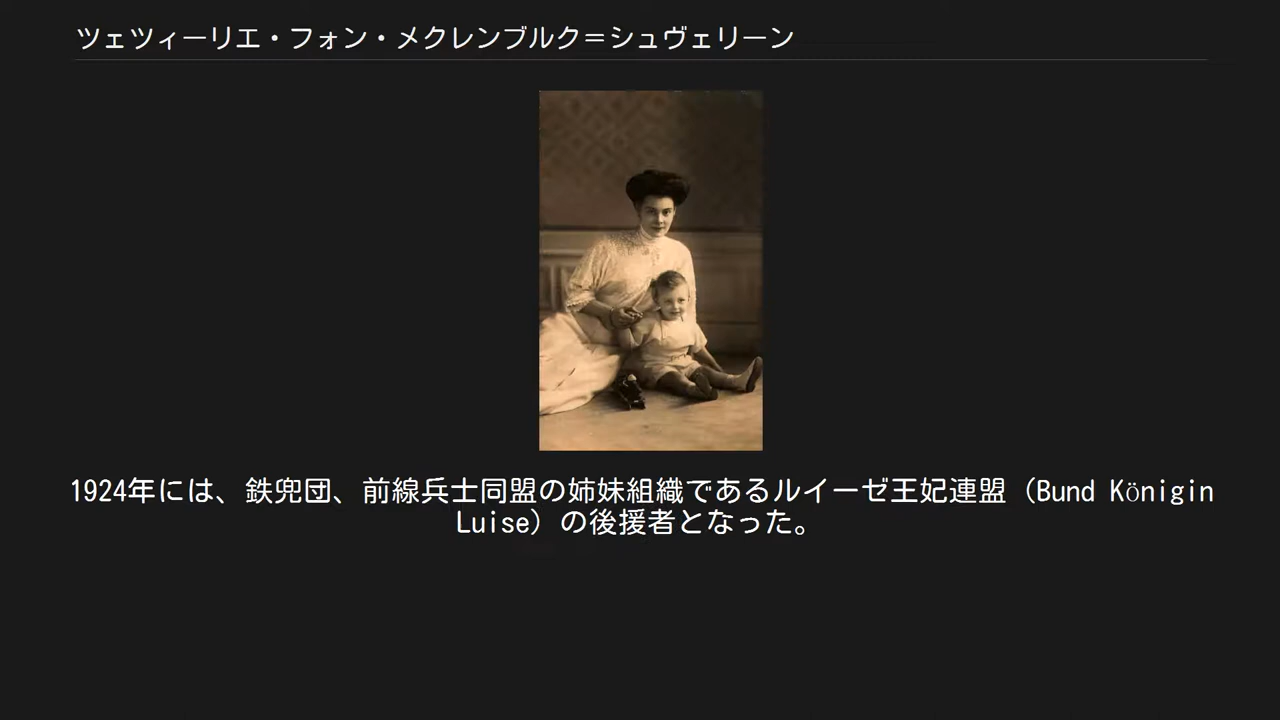 ツェツィーリエ・フォン・メクレンブルク＝シュヴェリーン
1924年には、鉄兜団、前線兵士同盟の姉妹組織であるルイーゼ王妃連盟（Bund Königin
Luise）の後援者となった。